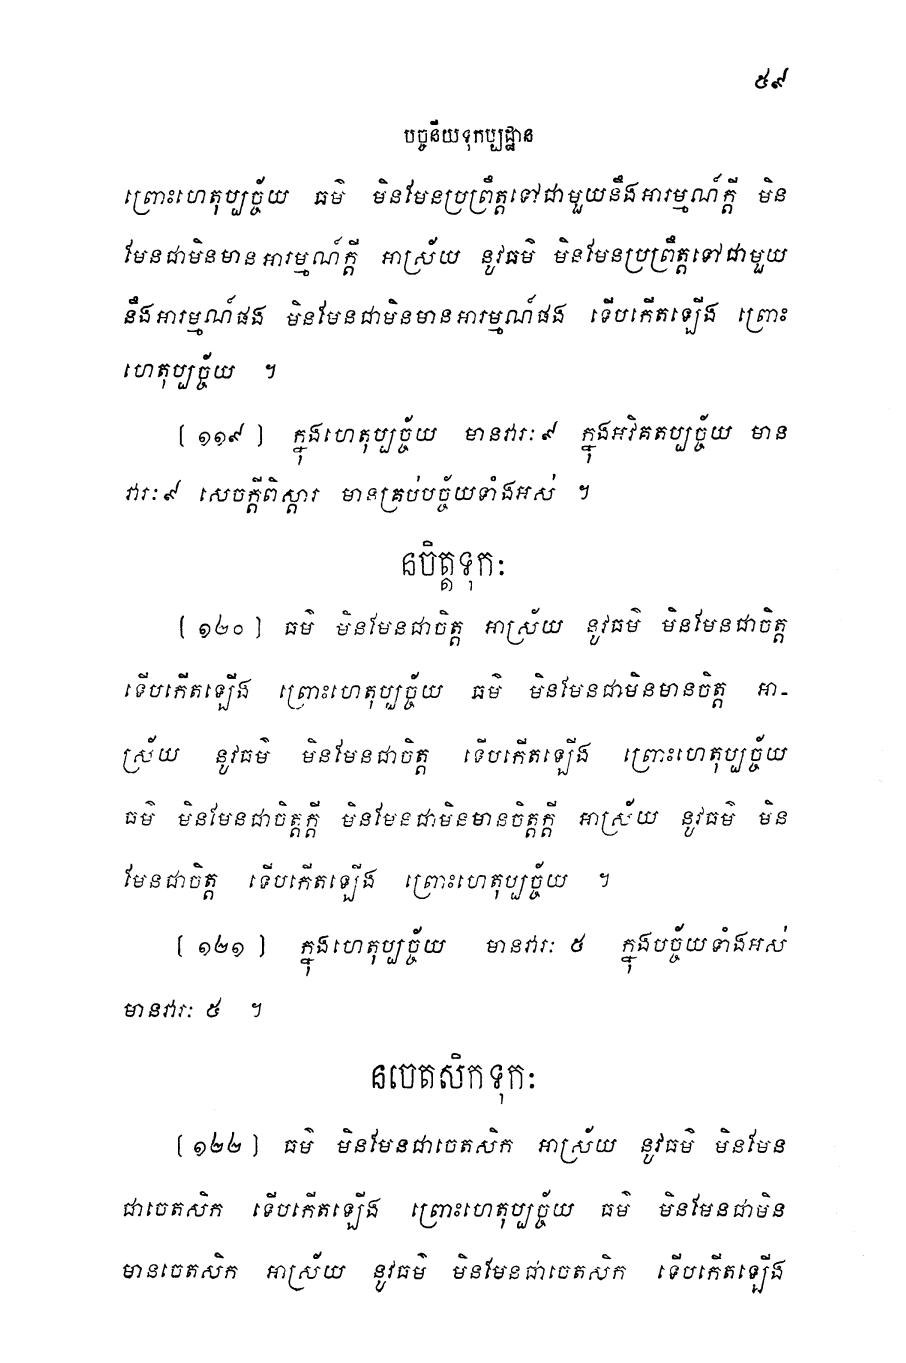 ៥៩
បច្ចនីយទុកប្បដ្ឋាន
ព្រោះហេតុប្បច្ច័យ ធម៌ មិនមែនប្រព្រឹត្តទៅជាមួយនឹងអារម្មណ៍ក្តី មិន
មែនជាមិនមានអារម្មណ៍ក្តី អាស្រ័យ នូវធម៌ មិនមែនប្រព្រឹត្តទៅជាមួយ
នឹងអារម្មណ៍ផង មិនមែនជាមិនមានអារម្មណ៍ផង ទើបកើតឡើង ព្រោះ
ហេតុប្បច្ច័យ ។
[១១៩] ក្នុងហេតុប្បច្ច័យ មានវារៈ៩ ក្នុងអវិគតប្បច្ច័យ មាន
វារៈ៩ សេចក្តីពិស្តារ មានគ្រប់បច្ច័យទាំងអស់ ។
នចិត្តទុកៈ
[១២០] ធម៌ មិនមែនជាចិត្ត អាស្រ័យ នូវធម៌ មិនមែនជាចិត្ត
ទើបកើតឡើង ព្រោះហេតុប្បច្ច័យ ធម៌ មិនមែនជាមិនមានចិត្ត អា-
ស្រ័យ នូវធម៌ មិនមែនជាចិត្ត ទើបកើតឡើង ព្រោះហេតុប្បច្ច័យ
ធម៌ មិនមែនជាចិត្តក្តី មិនមែនជាមិនមានចិត្តក្តី អាស្រ័យ នូវធម៌ មិន
មែនជាចិត្ត ទើបកើតឡើង ព្រោះហេតុប្បច្ច័យ ។
[១២១] ក្នុងហេតុប្បច្ច័យ មានវារៈ ៥ ក្នុងបច្ច័យទាំងអស់
មានវារៈ ៥ ។
នចេតសិកទុកៈ
[១២២] ធម៌ មិនមែនជាចេតសិក អាស្រ័យ នូវធម៌ មិនមែន
ជាចេតសិក ទើបកើតឡើង ព្រោះហេតុប្បច្ច័យ ធម៌ មិនមែនជាមិន
មានចេតសិក អាស្រ័យ នូវធម៌ មិនមែនជាចេតសិក ទើបកើតឡើង